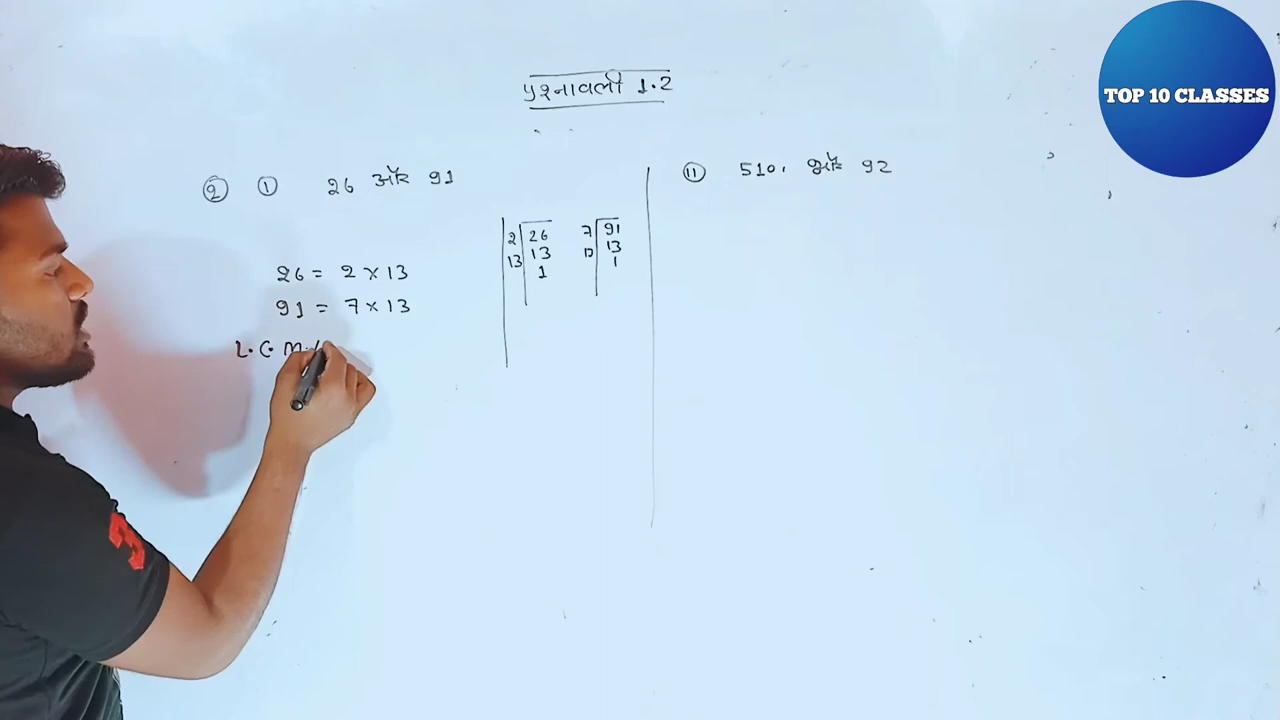 TOP 10 CLASSES
प्रश्नावली 1.2
② ① 26 और 91
2 | 26
13 | 13
1
7 | 91
13 | 13
1
26 = 2 × 13
91 = 7 × 13
L.C.M
⑪ 510, और 92